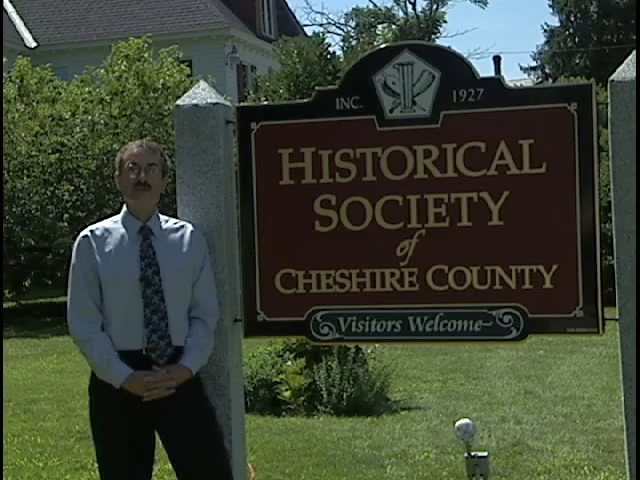 INC. 1927
HISTORICAL
SOCIETY
of
CHESHIRE COUNTY
Visitors Welcome